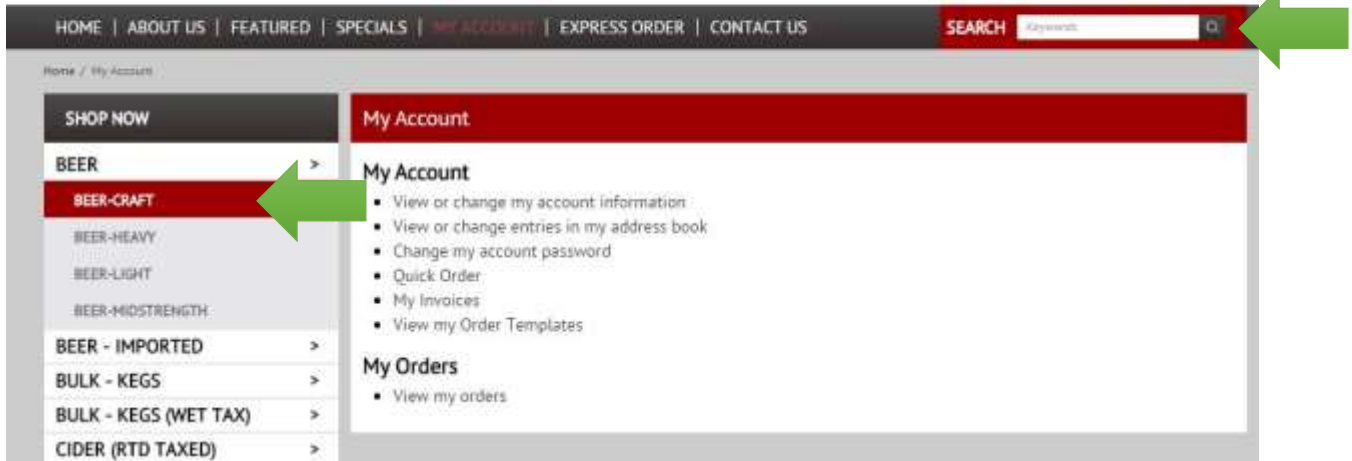 HOME | ABOUT US | FEATURED | SPECIALS | MY ACCOUNT | EXPRESS ORDER | CONTACT US SEARCH Keywords
Home / My Account
SHOP NOW
BEER >
BEER-CRAFT
BEER-HEAVY
BEER-LIGHT
BEER-MIDSTRENGTH
BEER - IMPORTED >
BULK - KEGS >
BULK - KEGS (WET TAX) >
CIDER (RTD TAXED) >
My Account
My Account
• View or change my account information
• View or change entries in my address book
• Change my account password
• Quick Order
• My Invoices
• View my Order Templates
My Orders
• View my orders